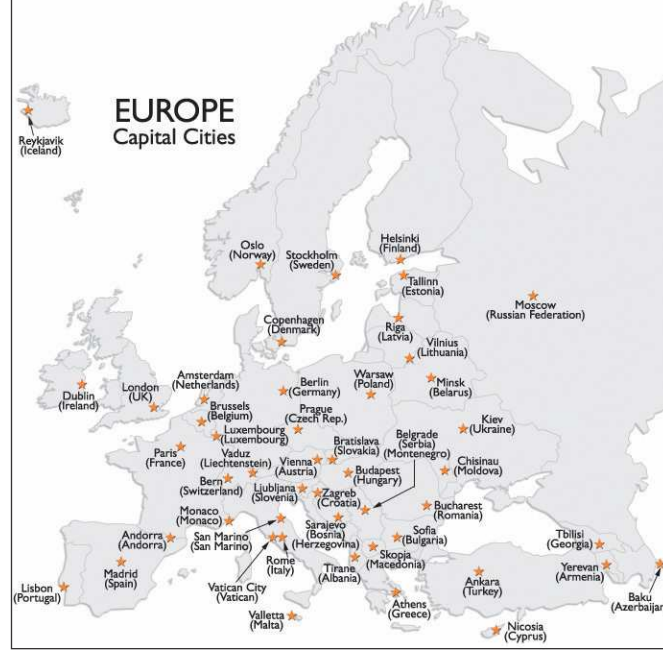 EUROPE
Capital Cities
Reykjavik
(Iceland)
Oslo
(Norway)
Stockholm
(Sweden)
Helsinki
(Finland)
Tallinn
(Estonia)
Moscow
(Russian Federation)
Copenhagen
(Denmark)
Riga
(Latvia)
Vilnius
(Lithuania)
Minsk
(Belarus)
Dublin
(Ireland)
London
(UK)
Amsterdam
(Netherlands)
Berlin
(Germany)
Warsaw
(Poland)
Brussels
(Belgium)
Prague
(Czech Rep.)
Luxembourg
(Luxembourg)
Kiev
(Ukraine)
Paris
(France)
Vaduz
(Liechtenstein)
Vienna
(Austria)
Bratislava
(Slovakia)
Belgrade
(Serbia)
(Montenegro)
Budapest
(Hungary)
Chisinau
(Moldova)
Bern
(Switzerland)
Ljubljana
(Slovenia)
Zagreb
(Croatia)
Bucharest
(Romania)
Monaco
(Monaco)
San Marino
(San Marino)
Sarajevo
(Bosnia)
(Herzegovina)
Sofia
(Bulgaria)
Andorra
(Andorra)
Madrid
(Spain)
Lisbon
(Portugal)
Vatican City
(Vatican)
Rome
(Italy)
Tirane
(Albania)
Skopja
(Macedonia)
Tbilisi
(Georgia)
Yerevan
(Armenia)
Baku
(Azerbaijan
Ankara
(Turkey)
Athens
(Greece)
Valletta
(Malta)
Nicosia
(Cyprus)